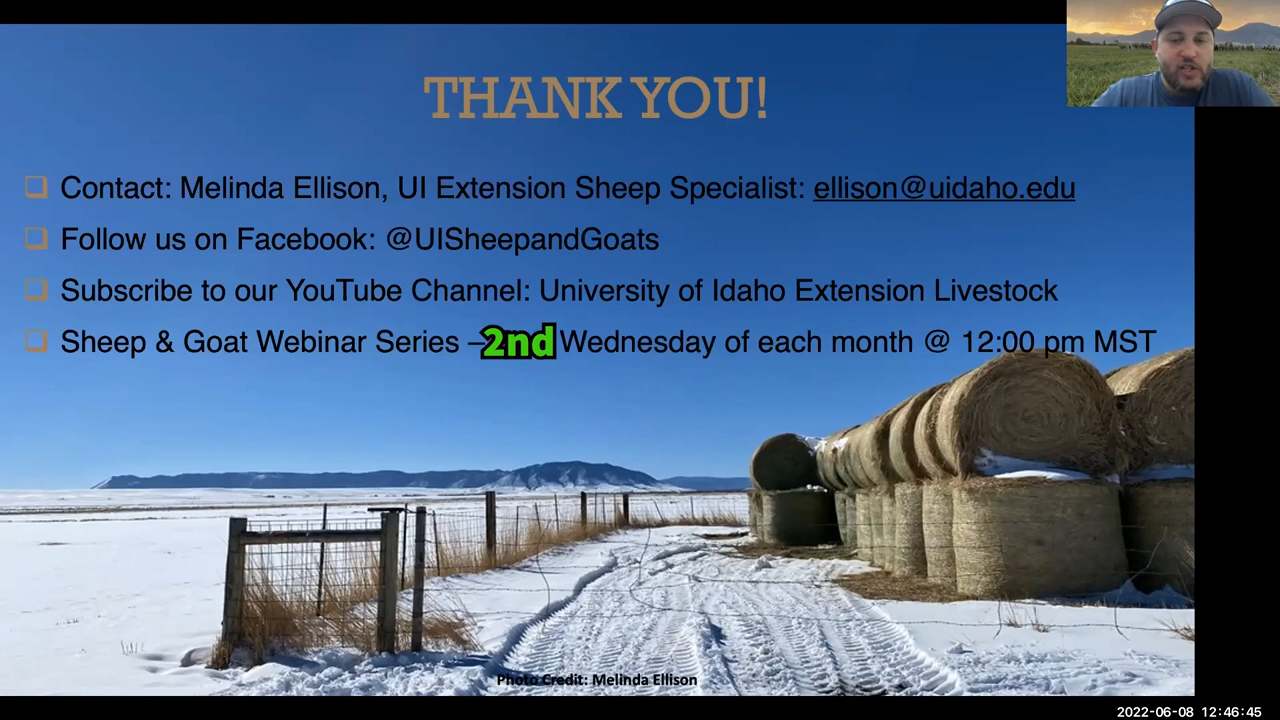 THANK YOU!
Contact: Melinda Ellison, UI Extension Sheep Specialist: ellison@uidaho.edu
Follow us on Facebook: @UISheepandGoats
Subscribe to our YouTube Channel: University of Idaho Extension Livestock
Sheep & Goat Webinar Series – 2nd Wednesday of each month @ 12:00 pm MST
Photo Credit: Melinda Ellison
2022-06-08 12:46:45